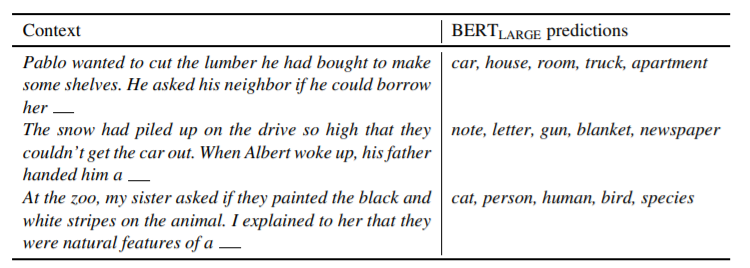 Context BERTLARGE predictions
Pablo wanted to cut the lumber he had bought to make car, house, room, truck, apartment
some shelves. He asked his neighbor if he could borrow
her __
The snow had piled up on the drive so high that they note, letter, gun, blanket, newspaper
couldn't get the car out. When Albert woke up, his father
handed him a __
At the zoo, my sister asked if they painted the black and cat, person, human, bird, species
white stripes on the animal. I explained to her that they
were natural features of a __